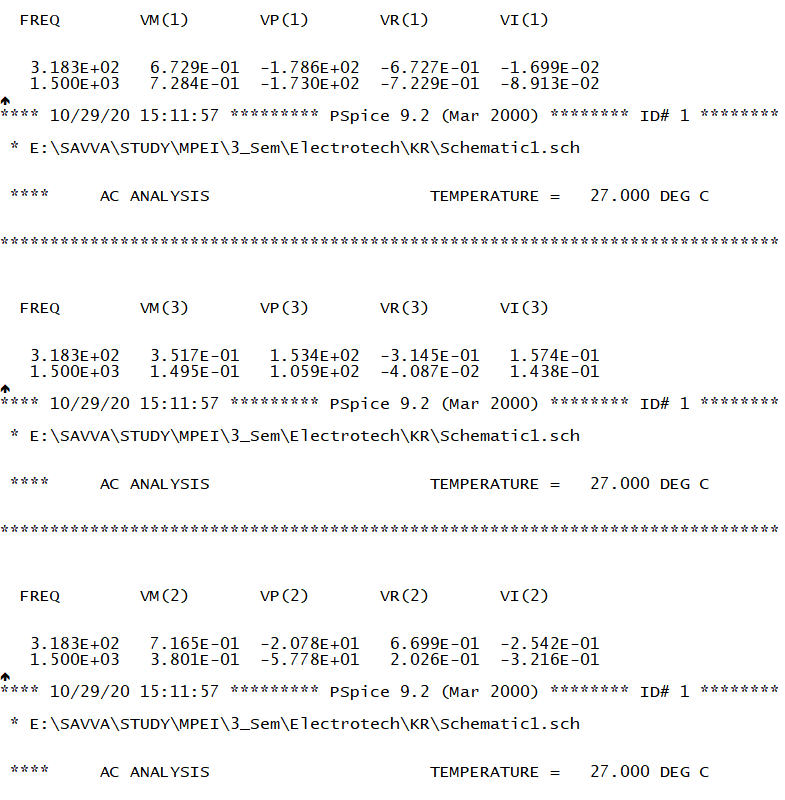 FREQ VM(1) VP(1) VR(1) VI(1)
3.183E+02 6.729E-01 -1.786E+02 -6.727E-01 -1.699E-02
1.500E+03 7.284E-01 -1.730E+02 -7.229E-01 -8.913E-02
**** 10/29/20 15:11:57 ********* PSpice 9.2 (Mar 2000) ******** ID# 1 ********
* E:\SAVVA\STUDY\MPEI\3_Sem\Electrotech\KR\Schematic1.sch
**** AC ANALYSIS TEMPERATURE = 27.000 DEG C
******************************************************************************
FREQ VM(3) VP(3) VR(3) VI(3)
3.183E+02 3.517E-01 1.534E+02 -3.145E-01 1.574E-01
1.500E+03 1.495E-01 1.059E+02 -4.087E-02 1.438E-01
**** 10/29/20 15:11:57 ********* PSpice 9.2 (Mar 2000) ******** ID# 1 ********
* E:\SAVVA\STUDY\MPEI\3_Sem\Electrotech\KR\Schematic1.sch
**** AC ANALYSIS TEMPERATURE = 27.000 DEG C
******************************************************************************
FREQ VM(2) VP(2) VR(2) VI(2)
3.183E+02 7.165E-01 -2.078E+01 6.699E-01 -2.542E-01
1.500E+03 3.801E-01 -5.778E+01 2.026E-01 -3.216E-01
**** 10/29/20 15:11:57 ********* PSpice 9.2 (Mar 2000) ******** ID# 1 ********
* E:\SAVVA\STUDY\MPEI\3_Sem\Electrotech\KR\Schematic1.sch
**** AC ANALYSIS TEMPERATURE = 27.000 DEG C